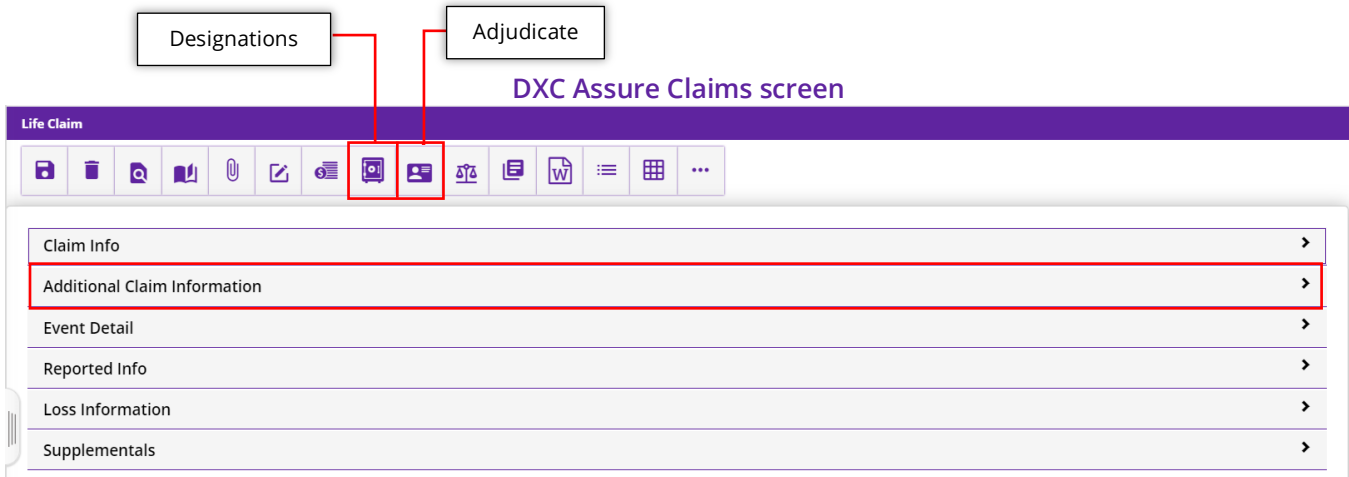 Designations
Adjudicate
DXC Assure Claims screen
Life Claim
W
Claim Info
Additional Claim Information
Event Detail
Reported Info
Loss Information
Supplementals